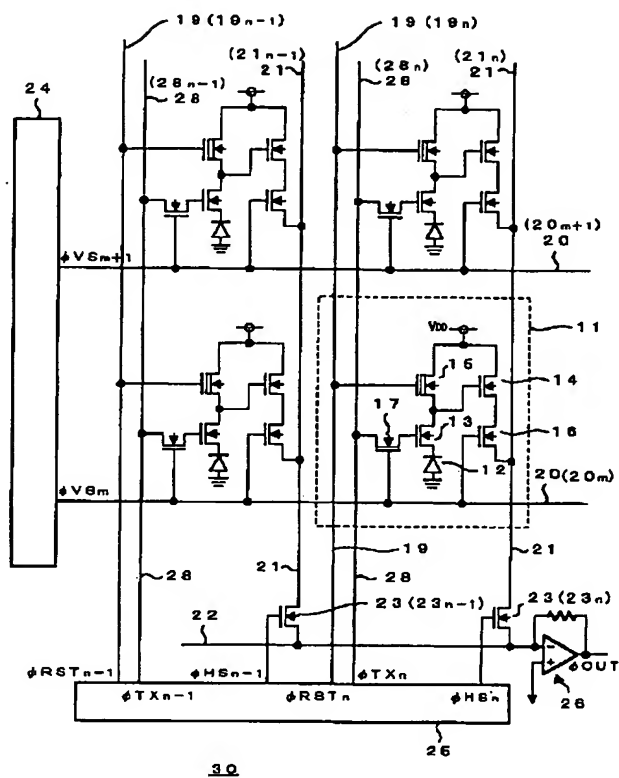 19(19n-1)
19(19n)
(21n-1)
21
(21n)
21
(28n-1)
28
(28n)
28
24
(20m+1)
20
φVSm+1
11
VDD
15
14
17
13
16
12
φVSm
20(20m)
28
21
19
28
21
23(23n-1)
23(23n)
22
φRSTn-1
φTXn-1
φHSn-1
φRSTn
φTXn
φHSn
φOUT
26
25
30